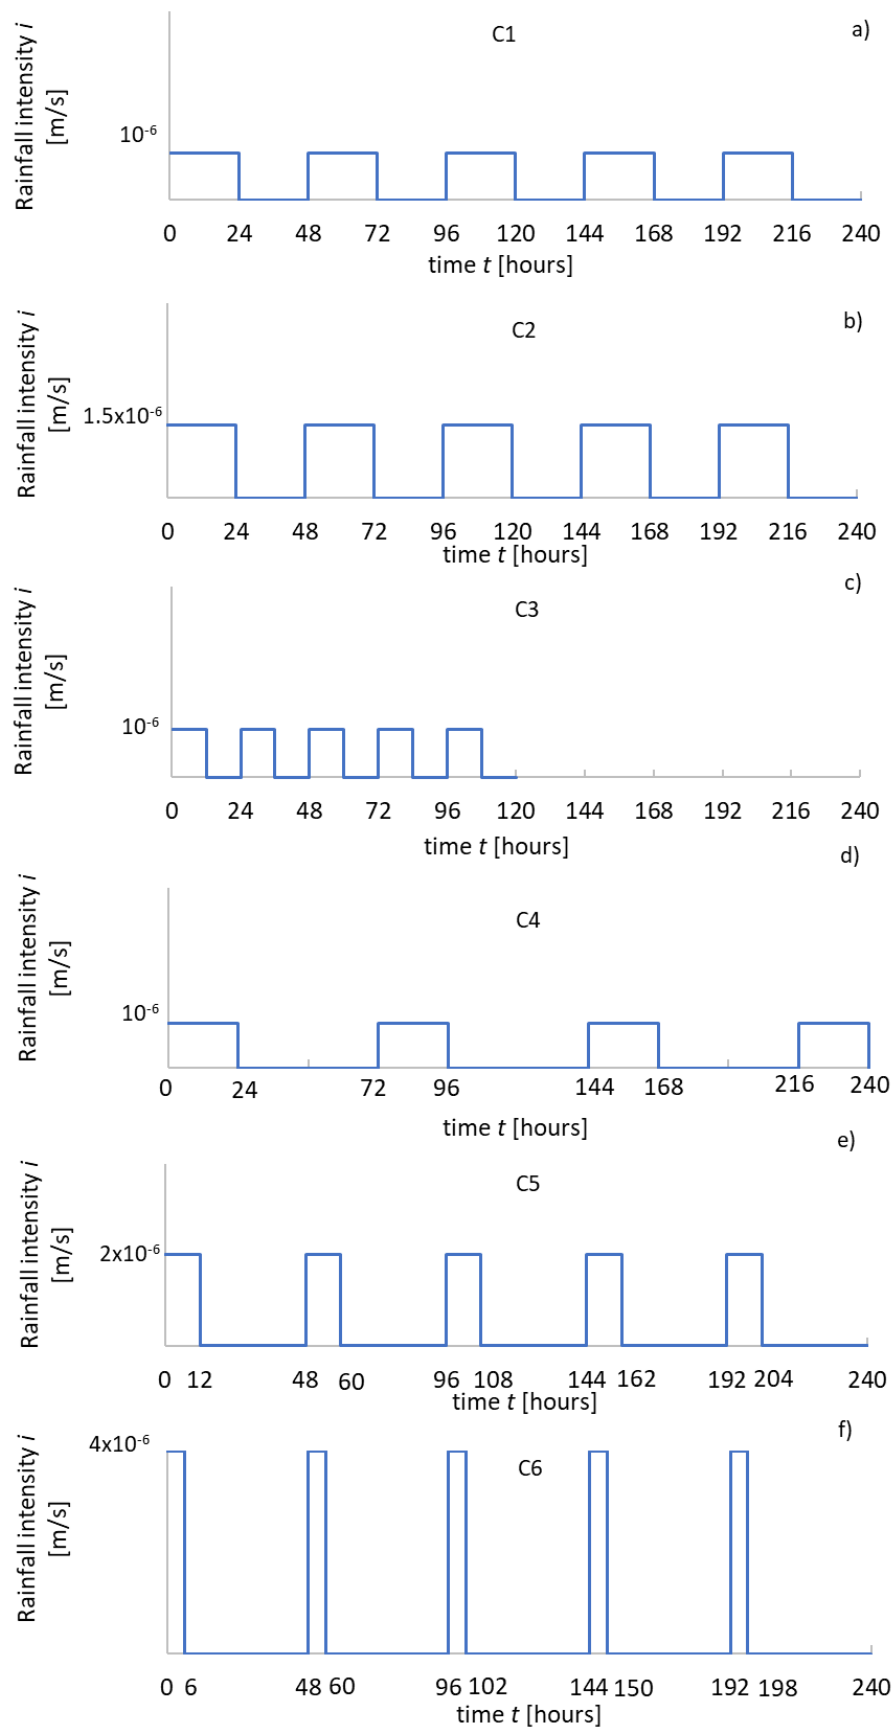 C1
a)
Rainfall intensity i
[m/s]
10⁻⁶
0 24 48 72 96 120 144 168 192 216 240
time t [hours]
C2
b)
Rainfall intensity i
[m/s]
1.5x10⁻⁶
0 24 48 72 96 120 144 168 192 216 240
time t [hours]
c)
C3
Rainfall intensity i
[m/s]
10⁻⁶
0 24 48 72 96 120 144 168 192 216 240
time t [hours]
d)
C4
Rainfall intensity i
[m/s]
10⁻⁶
0 24 72 96 144 168 216 240
time t [hours]
e)
C5
Rainfall intensity i
[m/s]
2x10⁻⁶
0 12 48 60 96 108 144 162 192 204 240
time t [hours]
f)
C6
Rainfall intensity i
[m/s]
4x10⁻⁶
0 6 48 60 96 102 144 150 192 198 240
time t [hours]